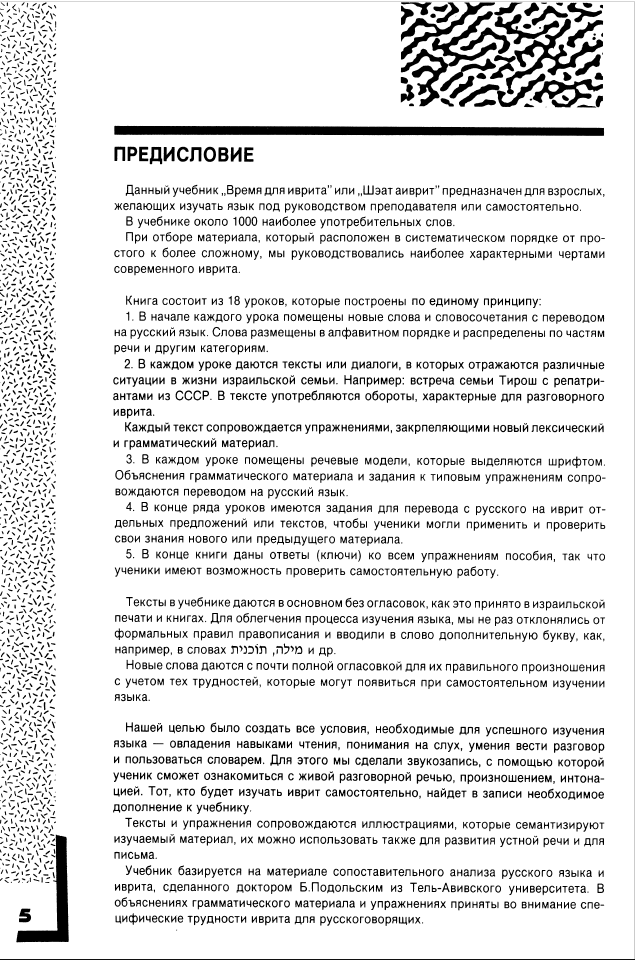 ПРЕДИСЛОВИЕ
Данный учебник „Время для иврита" или „Шэат аиврит" предназначен для взрослых,
желающих изучать язык под руководством преподавателя или самостоятельно.
В учебнике около 1000 наиболее употребительных слов.
При отборе материала, который расположен в систематическом порядке от про-
стого к более сложному, мы руководствовались наиболее характерными чертами
современного иврита.
Книга состоит из 18 уроков, которые построены по единому принципу:
1. В начале каждого урока помещены новые слова и словосочетания с переводом
на русский язык. Слова размещены в алфавитном порядке и распределены по частям
речи и другим категориям.
2. В каждом уроке даются тексты или диалоги, в которых отражаются различные
ситуации в жизни израильской семьи. Например: встреча семьи Тирош с репатри-
антами из СССР. В тексте употребляются обороты, характерные для разговорного
иврита.
Каждый текст сопровождается упражнениями, закрпеляющими новый лексический
и грамматический материал.
3. В каждом уроке помещены речевые модели, которые выделяются шрифтом.
Объяснения грамматического материала и задания к типовым упражнениям сопро-
вождаются переводом на русский язык.
4. В конце ряда уроков имеются задания для перевода с русского на иврит от-
дельных предложений или текстов, чтобы ученики могли применить и проверить
свои знания нового или предыдущего материала.
5. В конце книги даны ответы (ключи) ко всем упражнениям пособия, так что
ученики имеют возможность проверить самостоятельную работу.
Тексты в учебнике даются в основном без огласовок, как это принято в израильской
печати и книгах. Для облегчения процесса изучения языка, мы не раз отклонялись от
формальных правил правописания и вводили в слово дополнительную букву, как,
например, в словах מילה, תוכנית и др.
Новые слова даются с почти полной огласовкой для их правильного произношения
с учетом тех трудностей, которые могут появиться при самостоятельном изучении
языка.
Нашей целью было создать все условия, необходимые для успешного изучения
языка — овладения навыками чтения, понимания на слух, умения вести разговор
и пользоваться словарем. Для этого мы сделали звукозапись, с помощью которой
ученик сможет ознакомиться с живой разговорной речью, произношением, интона-
цией. Тот, кто будет изучать иврит самостоятельно, найдет в записи необходимое
дополнение к учебнику.
Тексты и упражнения сопровождаются иллюстрациями, которые семантизируют
изучаемый материал, их можно использовать также для развития устной речи и для
письма.
Учебник базируется на материале сопоставительного анализа русского языка и
иврита, сделанного доктором Б.Подольским из Тель-Авивского университета. В
объяснениях грамматического материала и упражнениях приняты во внимание спе-
цифические трудности иврита для русскоговорящих.
5